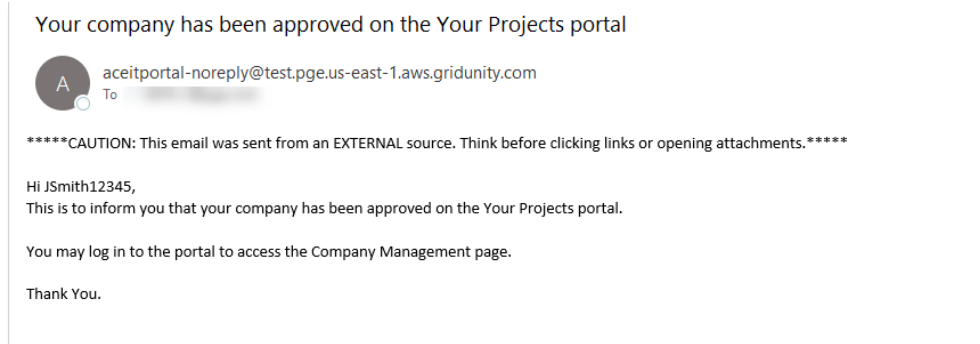 Your company has been approved on the Your Projects portal
A
aceitportal-noreply@test.pge.us-east-1.aws.gridunity.com
To
*****CAUTION: This email was sent from an EXTERNAL source. Think before clicking links or opening attachments.*****
Hi JSmith12345,
This is to inform you that your company has been approved on the Your Projects portal.
You may log in to the portal to access the Company Management page.
Thank You.